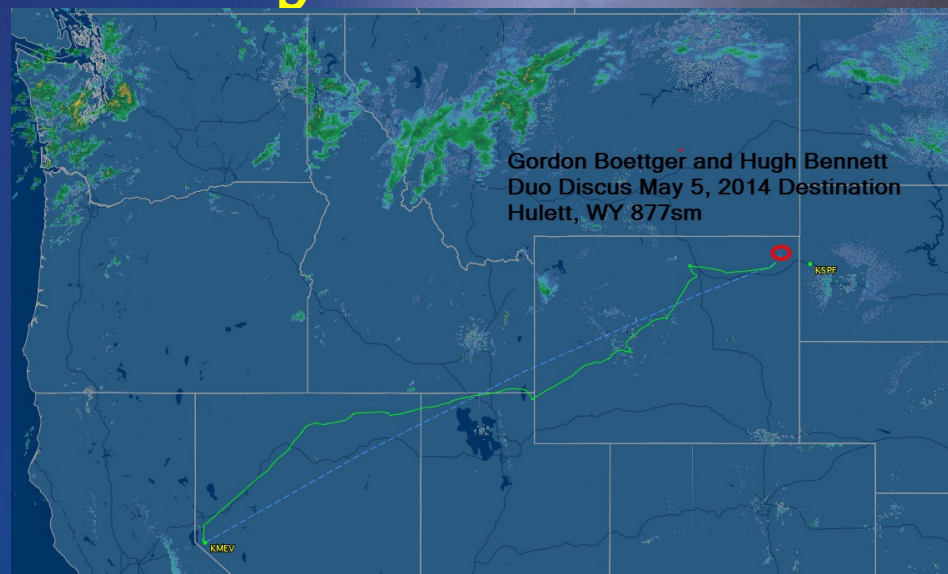 Gordon Boettger and Hugh Bennett
Duo Discus May 5, 2014 Destination
Hulett, WY 877sm
KSPF
KMEV